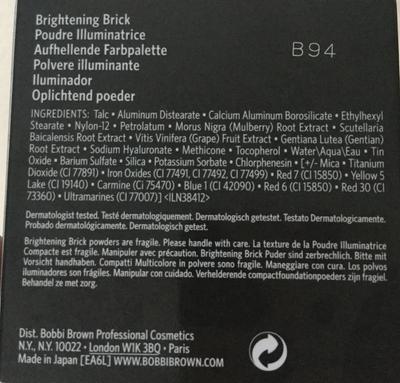 Brightening Brick
Poudre Illuminatrice
Aufhellende Farbpalette
Polvere illuminante
Iluminador
Oplichtend poeder
B94
INGREDIENTS: Talc • Aluminum Distearate • Calcium Aluminum Borosilicate • Ethylhexyl
Stearate • Nylon-12 • Petrolatum • Morus Nigra (Mulberry) Root Extract • Scutellaria
Baicalensis Root Extract • Vitis Vinifera (Grape) Fruit Extract • Gentiana Lutea (Gentian)
Root Extract • Sodium Hyaluronate • Methicone • Tocopherol • Water\Aqua\Eau • Tin
Oxide • Barium Sulfate • Silica • Potassium Sorbate • Chlorphenesin • [+/- Mica • Titanium
Dioxide (CI 77891) • Iron Oxides (CI 77491, CI 77492, CI 77499) • Red 7 (CI 15850) • Yellow 5
Lake (CI 19140) • Carmine (Ci 75470) • Blue 1 (CI 42090) • Red 6 (CI 15850) • Red 30 (CI
73360) • Ultramarines (CI 77007)] <ILN38412>
Dermatologist tested. Testé dermatologiquement. Dermatologisch getestet. Testato Dermatologicamente.
Probado dermatológicamente. Dermatologisch getest.
Brightening Brick powders are fragile. Please handle with care. La texture de la Poudre Illuminatrice
Compacte est fragile. Manipuler avec précaution. Brightening Brick Puder sind zerbrechlich. Bitte mit
Vorsicht handhaben. Compatti Multicolore in polvere sono fragili. Maneggiare con cura. Los polvos
iluminadores son frágiles. Manipular con cuidado. Verhelderende compactfoundationpoeders zijn fragiel.
Behandel ze met zorg.
Dist. Bobbi Brown Professional Cosmetics
N.Y., N.Y. 10022 • London W1K 3BQ • Paris
Made in Japan [EA6L] WWW.BOBBIBROWN.COM